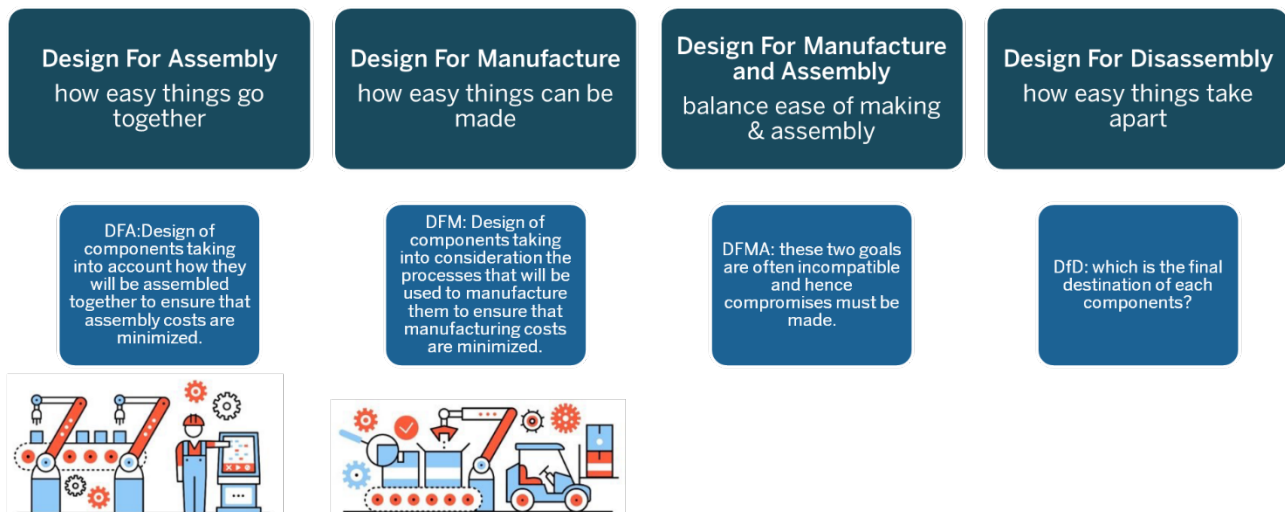 Design For Assembly
how easy things go
together
Design For Manufacture
how easy things can be
made
Design For Manufacture
and Assembly
balance ease of making
& assembly
Design For Disassembly
how easy things take
apart
DFA:Design of
components taking
into account how they
will be assembled
together to ensure that
assembly costs are
minimized.
DFM: Design of
components taking
into consideration the
processes that will be
used to manufacture
them to ensure that
manufacturing costs
are minimized.
DFMA: these two goals
are often incompatible
and hence
compromises must be
made.
DfD: which is the final
destination of each
components?